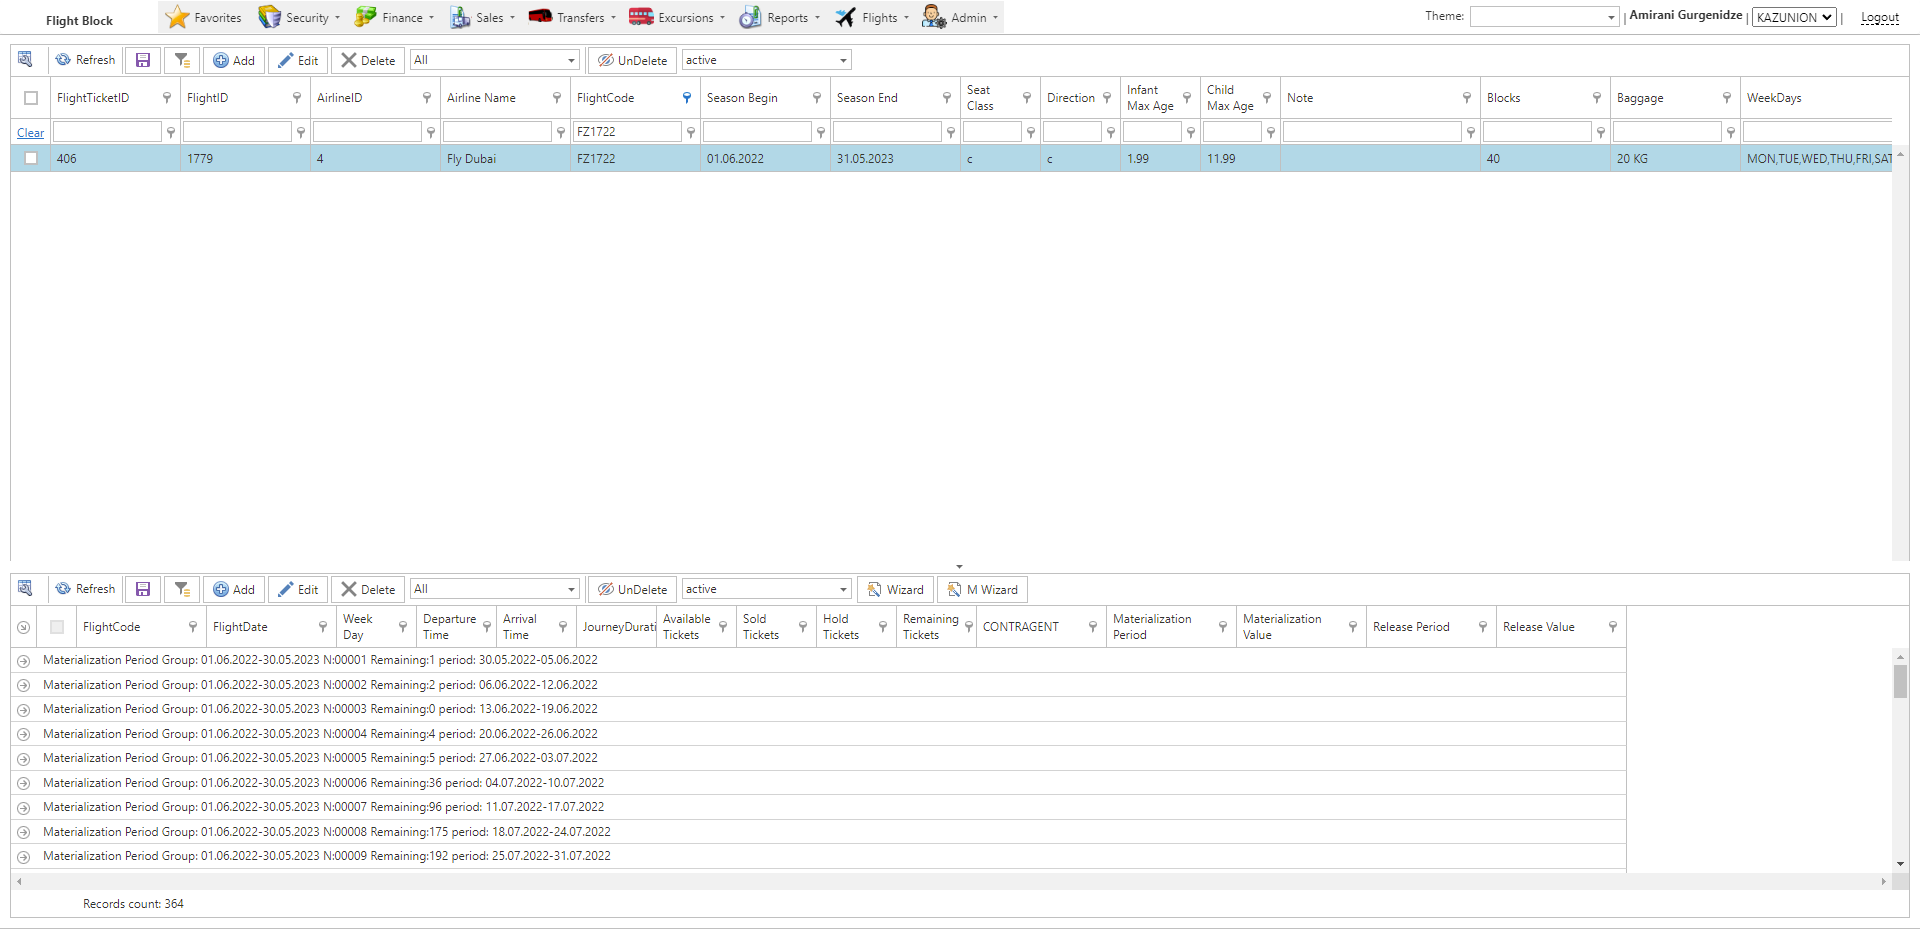 Flight Block
Favorites Security Finance Sales Transfers Excursions Reports Flights Admin
Theme: | Amirani Gurgenidze | KAZUNION | Logout
Refresh Add Edit Delete All UnDelete active
FlightTicketID FlightID AirlineID Airline Name FlightCode Season Begin Season End Seat Class Direction Infant Max Age Child Max Age Note Blocks Baggage WeekDays
Clear FZ1722
406 1779 4 Fly Dubai FZ1722 01.06.2022 31.05.2023 c c 1.99 11.99 40 20 KG MON,TUE,WED,THU,FRI,SAT
Refresh Add Edit Delete All UnDelete active Wizard M Wizard
FlightCode FlightDate Week Day Departure Time Arrival Time JourneyDurati Available Tickets Sold Tickets Hold Tickets Remaining Tickets CONTRAGENT Materialization Period Materialization Value Release Period Release Value
Materialization Period Group: 01.06.2022-30.05.2023 N:00001 Remaining:1 period: 30.05.2022-05.06.2022
Materialization Period Group: 01.06.2022-30.05.2023 N:00002 Remaining:2 period: 06.06.2022-12.06.2022
Materialization Period Group: 01.06.2022-30.05.2023 N:00003 Remaining:0 period: 13.06.2022-19.06.2022
Materialization Period Group: 01.06.2022-30.05.2023 N:00004 Remaining:4 period: 20.06.2022-26.06.2022
Materialization Period Group: 01.06.2022-30.05.2023 N:00005 Remaining:5 period: 27.06.2022-03.07.2022
Materialization Period Group: 01.06.2022-30.05.2023 N:00006 Remaining:36 period: 04.07.2022-10.07.2022
Materialization Period Group: 01.06.2022-30.05.2023 N:00007 Remaining:96 period: 11.07.2022-17.07.2022
Materialization Period Group: 01.06.2022-30.05.2023 N:00008 Remaining:175 period: 18.07.2022-24.07.2022
Materialization Period Group: 01.06.2022-30.05.2023 N:00009 Remaining:192 period: 25.07.2022-31.07.2022
Records count: 364